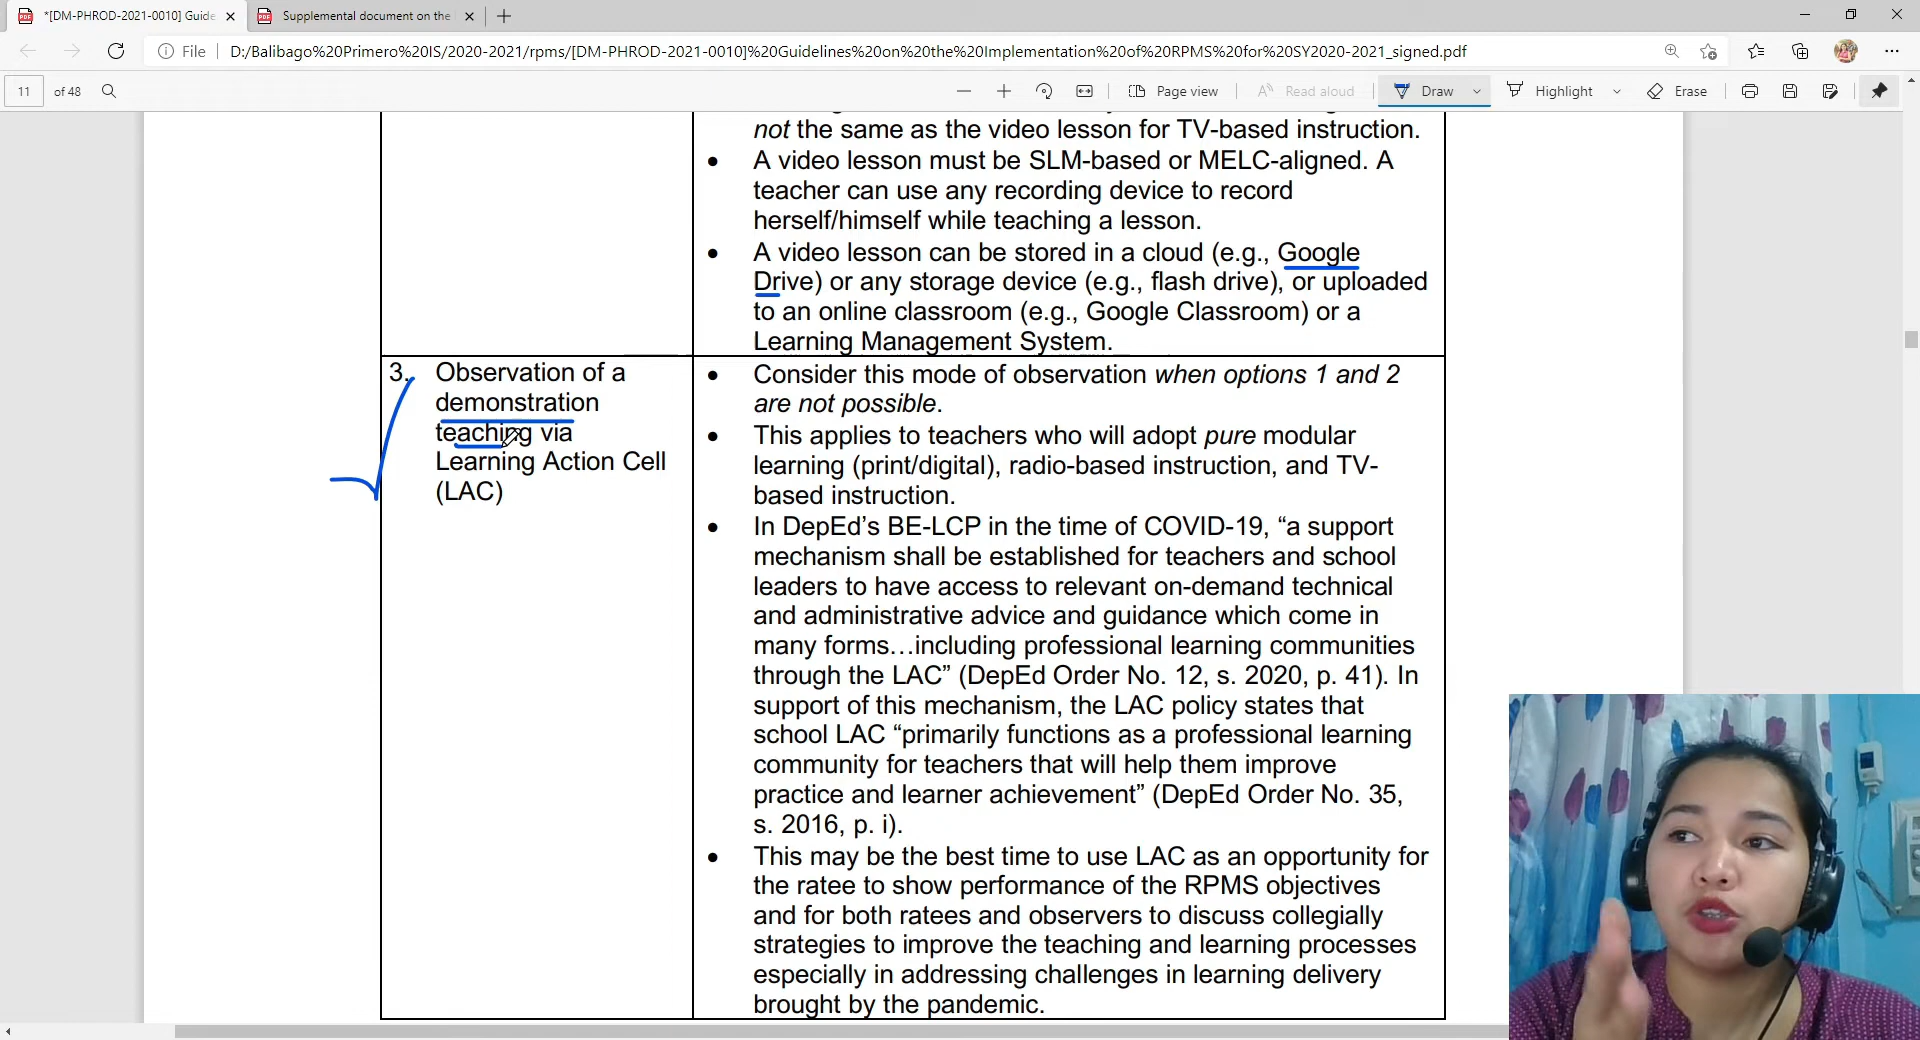 *[DM-PHROD-2021-0010] Guide
Supplemental document on the
File
D:/Balibago%20Primero%20IS/2020-2021/rpms/[DM-PHROD-2021-0010]%20Guidelines%20on%20the%20Implementation%20of%20RPMS%20for%20SY2020-2021_signed.pdf
11 of 48
Page view
Read aloud
Draw
Highlight
Erase
not the same as the video lesson for TV-based instruction.
• A video lesson must be SLM-based or MELC-aligned. A
teacher can use any recording device to record
herself/himself while teaching a lesson.
• A video lesson can be stored in a cloud (e.g., Google
Drive) or any storage device (e.g., flash drive), or uploaded
to an online classroom (e.g., Google Classroom) or a
Learning Management System.
3. Observation of a
demonstration
teaching via
Learning Action Cell
(LAC)
• Consider this mode of observation when options 1 and 2
are not possible.
• This applies to teachers who will adopt pure modular
learning (print/digital), radio-based instruction, and TV-
based instruction.
• In DepEd’s BE-LCP in the time of COVID-19, “a support
mechanism shall be established for teachers and school
leaders to have access to relevant on-demand technical
and administrative advice and guidance which come in
many forms…including professional learning communities
through the LAC” (DepEd Order No. 12, s. 2020, p. 41). In
support of this mechanism, the LAC policy states that
school LAC “primarily functions as a professional learning
community for teachers that will help them improve
practice and learner achievement” (DepEd Order No. 35,
s. 2016, p. i).
• This may be the best time to use LAC as an opportunity for
the ratee to show performance of the RPMS objectives
and for both ratees and observers to discuss collegially
strategies to improve the teaching and learning processes
especially in addressing challenges in learning delivery
brought by the pandemic.